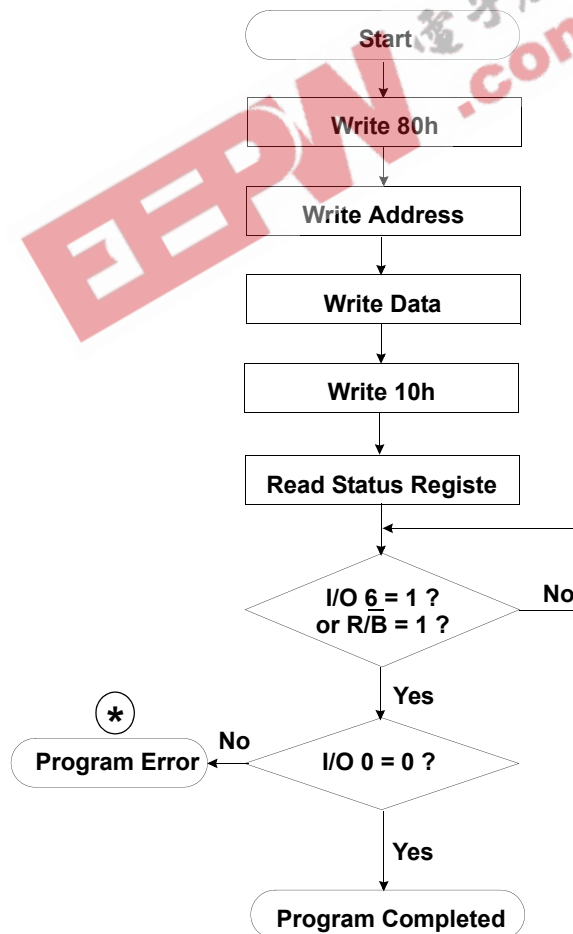 Start
Write 80h
Write Address
Write Data
Write 10h
Read Status Registe
I/O 6 = 1 ?
or R/B̅ = 1 ?
No
Yes
*
No
Program Error
I/O 0 = 0 ?
Yes
Program Completed
EEPW
.com